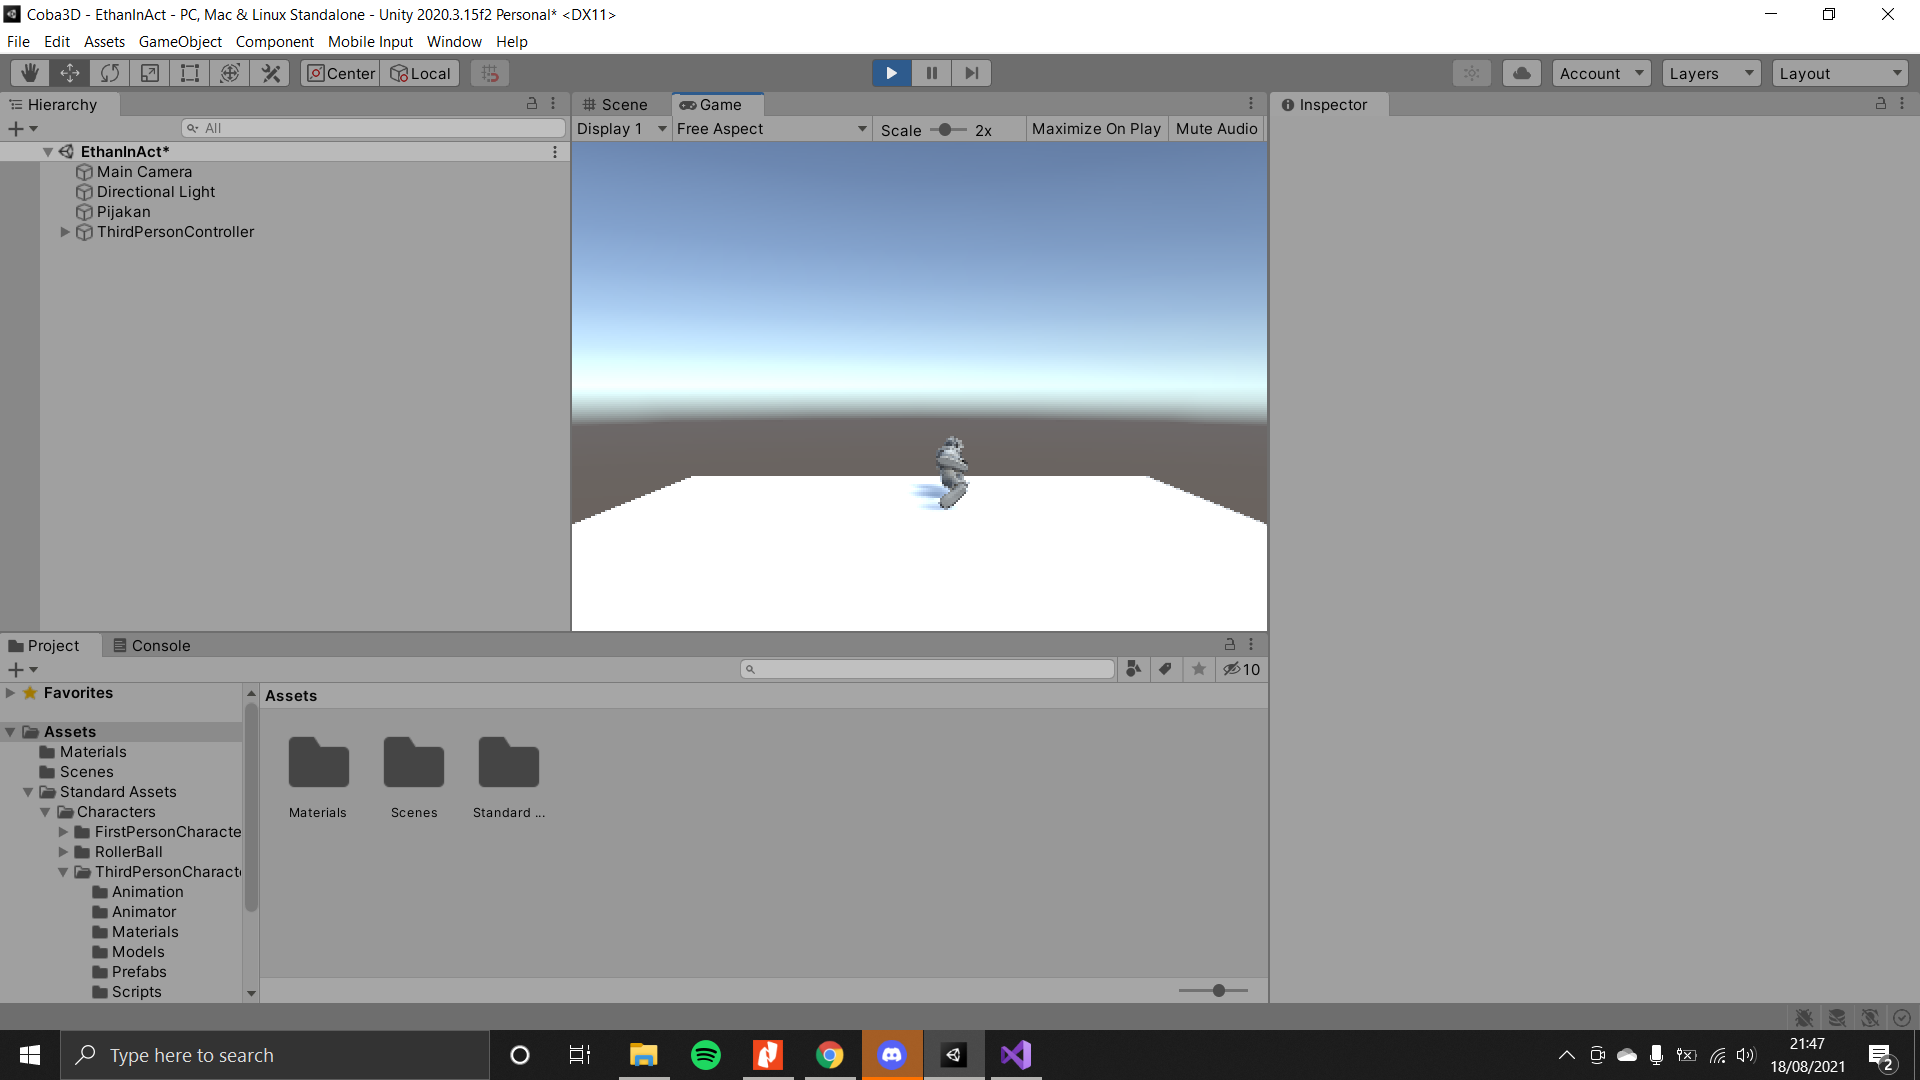 Coba3D - EthanInAct - PC, Mac & Linux Standalone - Unity 2020.3.15f2 Personal* <DX11>
File Edit Assets GameObject Component Mobile Input Window Help
Center Local Account Layers Layout
Hierarchy
All
EthanInAct*
Main Camera
Directional Light
Pijakan
ThirdPersonController
Scene Game
Display 1 Free Aspect Scale 2x Maximize On Play Mute Audio
Inspector
Project Console
10
Favorites
Assets
Materials
Scenes
Standard Assets
Characters
FirstPersonCharacte
RollerBall
ThirdPersonCharact
Animation
Animator
Materials
Models
Prefabs
Scripts
Assets
Materials Scenes Standard ...
Type here to search
21:47
18/08/2021
2